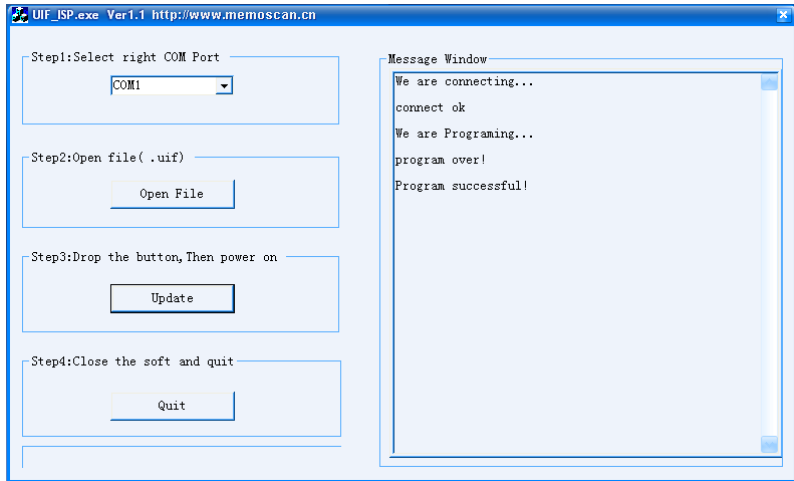 UIF_ISP.exe Ver1.1 http://www.memoscan.cn
Step1:Select right COM Port
COM1
Step2:Open file( .uif)
Open File
Step3:Drop the button,Then power on
Update
Step4:Close the soft and quit
Quit
Message Window
We are connecting...
connect ok
We are Programing...
program over!
Program successful!